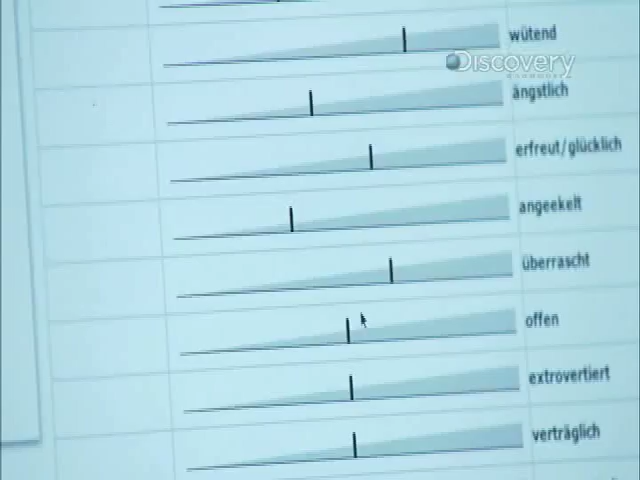 wütend
Discovery
ängstlich
erfreut/glücklich
angeekelt
überrascht
offen
extrovertiert
verträglich